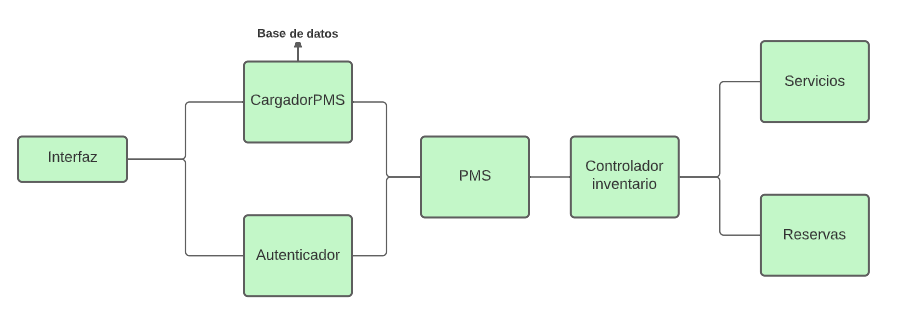 Base de datos
CargadorPMS
Interfaz
Autenticador
PMS
Controlador
inventario
Servicios
Reservas